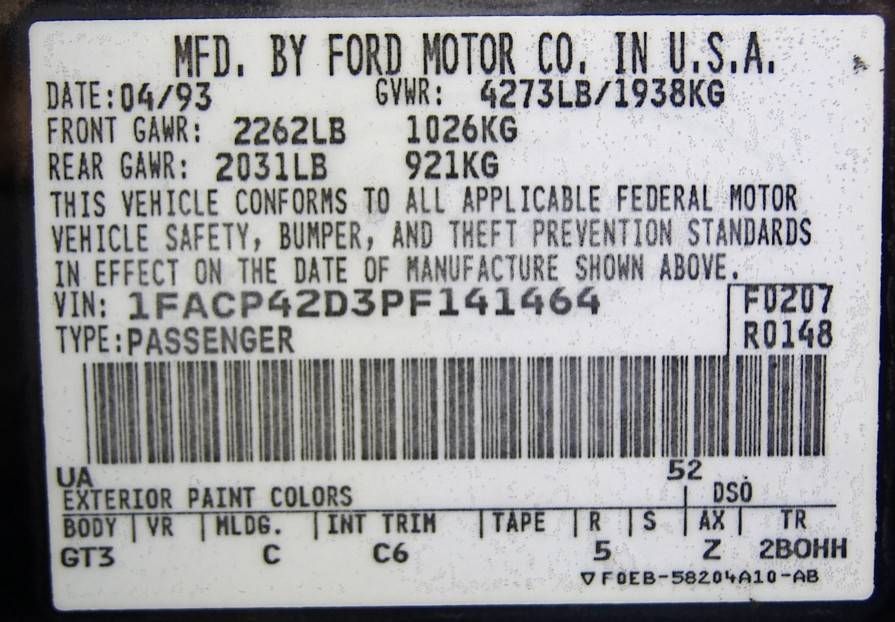 MFD. BY FORD MOTOR CO. IN U.S.A.
DATE: 04/93 GVWR: 4273LB/1938KG
FRONT GAWR: 2262LB 1026KG
REAR GAWR: 2031LB 921KG
THIS VEHICLE CONFORMS TO ALL APPLICABLE FEDERAL MOTOR
VEHICLE SAFETY, BUMPER, AND THEFT PREVENTION STANDARDS
IN EFFECT ON THE DATE OF MANUFACTURE SHOWN ABOVE.
VIN: 1FACP42D3PF141464 F0207
TYPE: PASSENGER R0148
UA 52
EXTERIOR PAINT COLORS DSO
BODY VR MLDG. INT TRIM TAPE R S AX TR
GT3 C C6 5 Z 2BOHH
▽F0EB-58204A10-AB